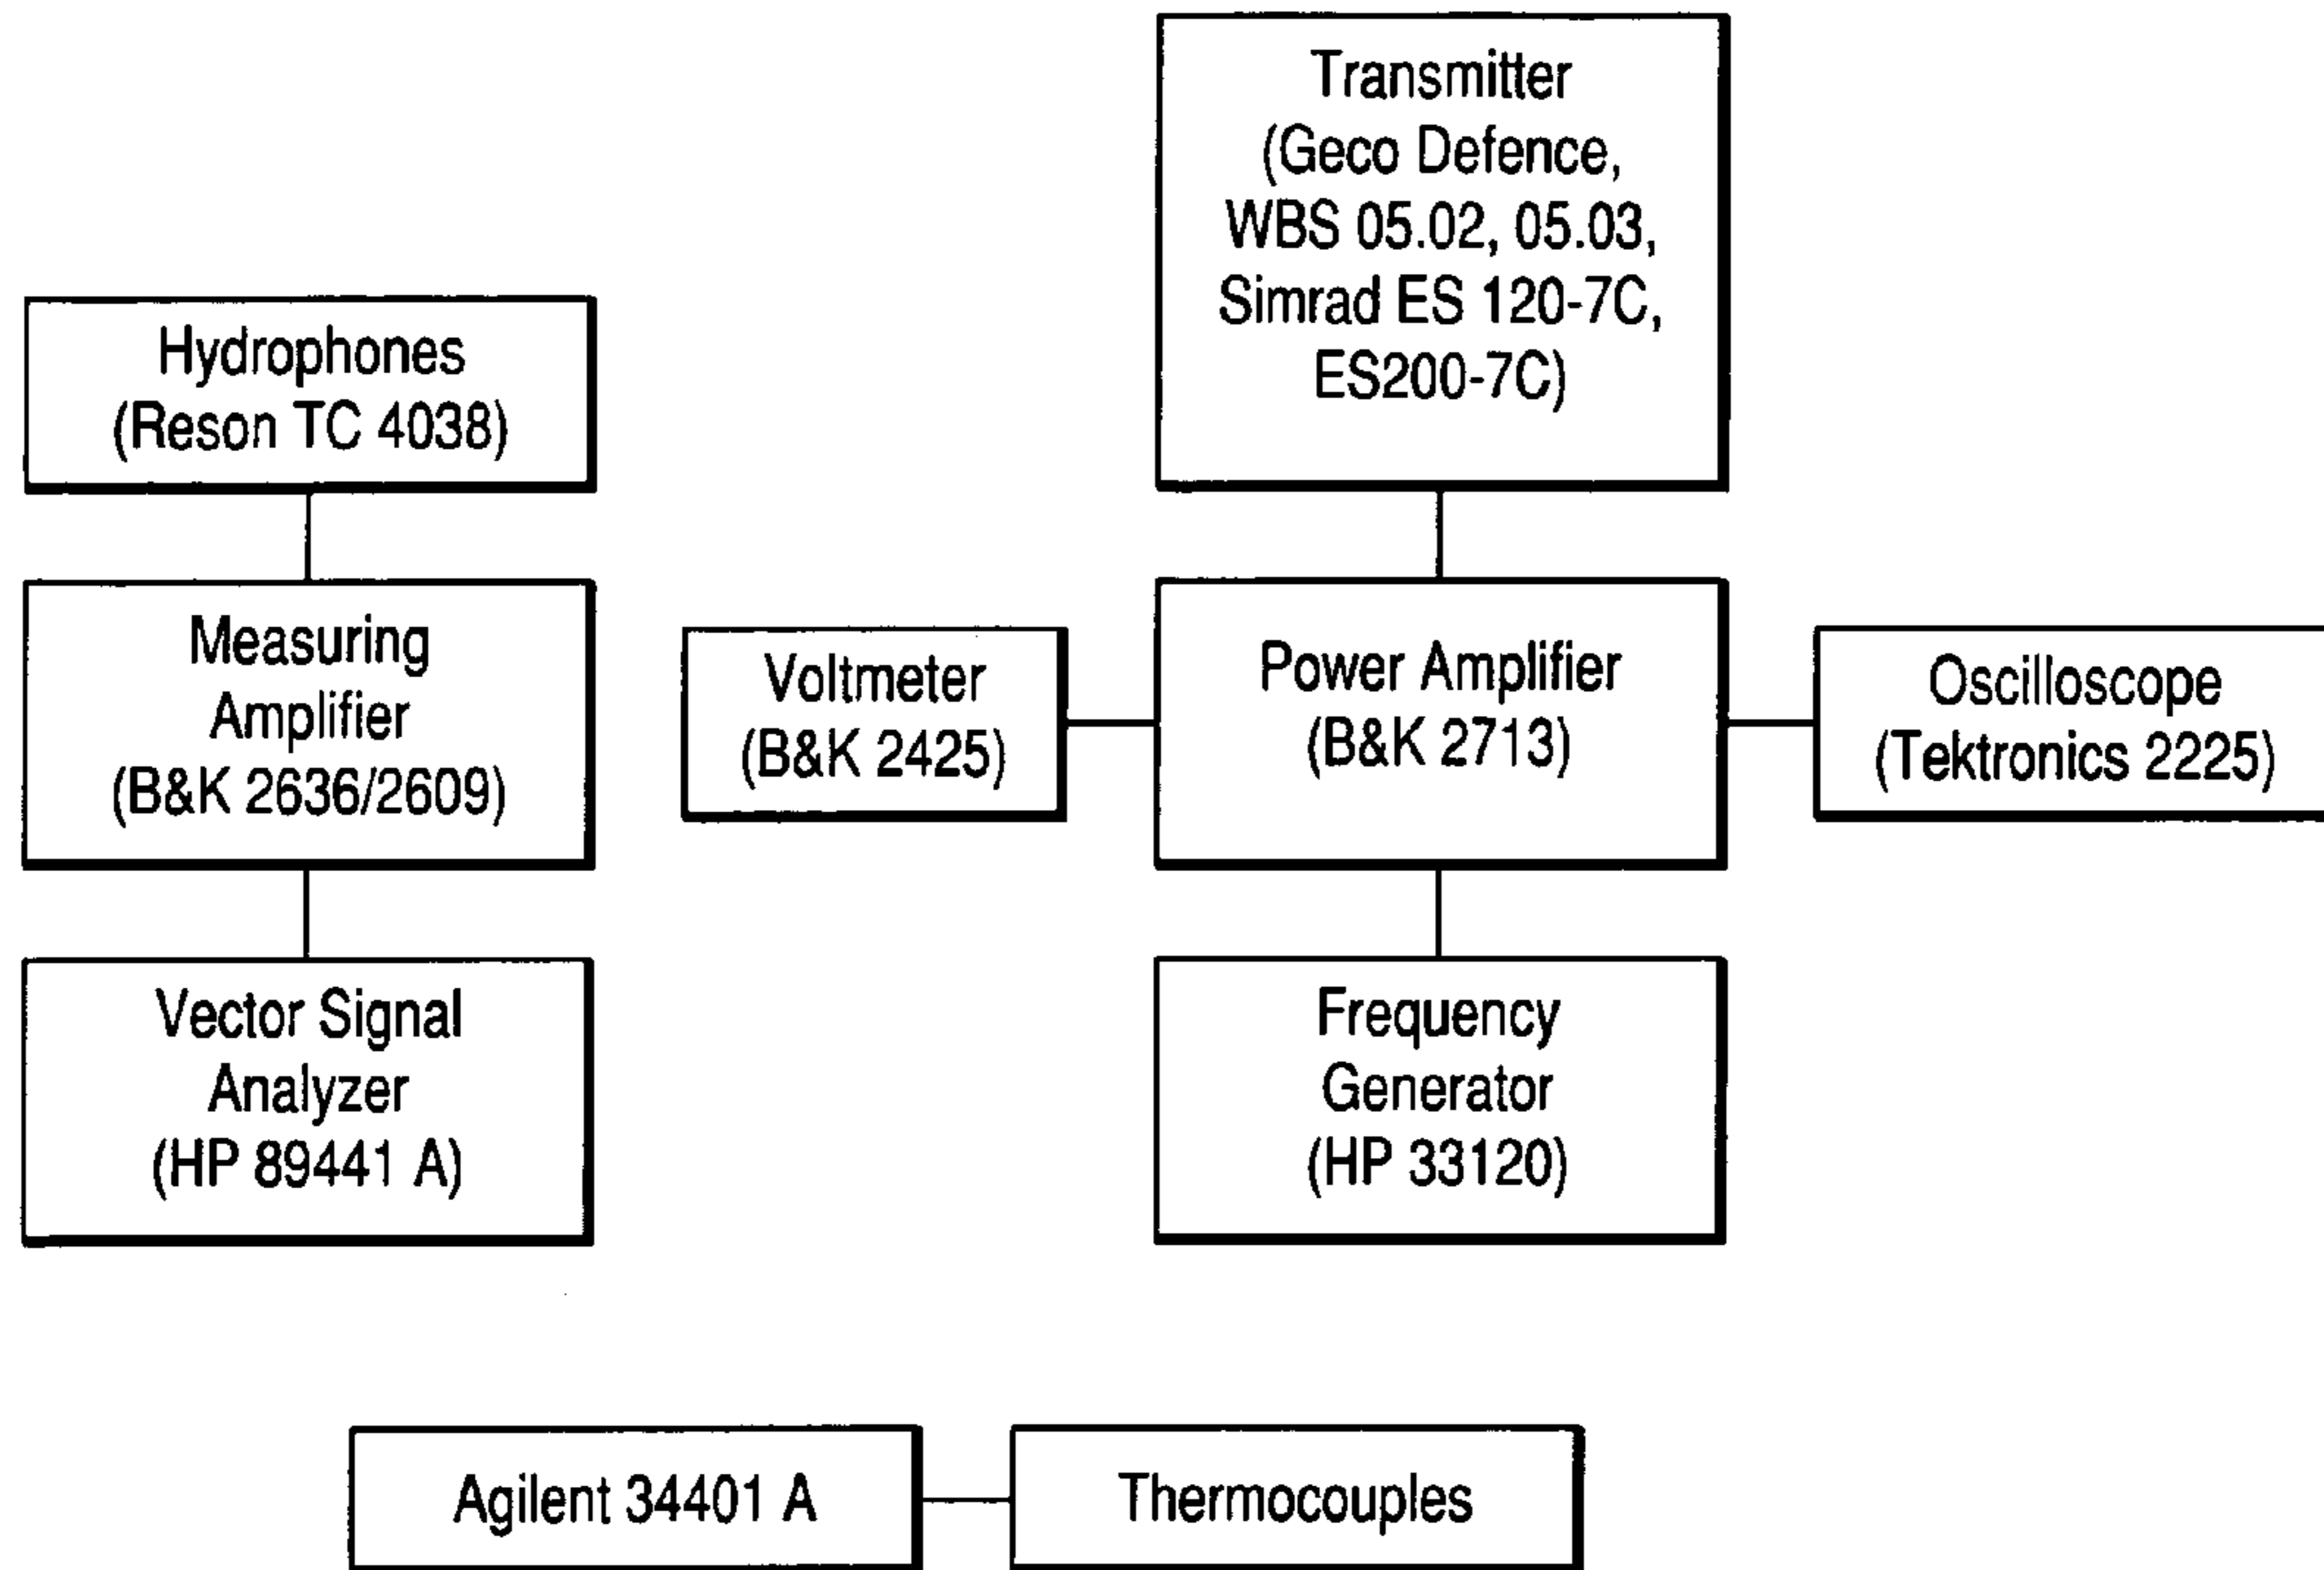 Transmitter
(Geco Defence,
WBS 05.02, 05.03,
Simrad ES 120-7C,
ES200-7C)
Hydrophones
(Reson TC 4038)
Measuring
Amplifier
(B&K 2636/2609)
Voltmeter
(B&K 2425)
Power Amplifier
(B&K 2713)
Oscilloscope
(Tektronics 2225)
Vector Signal
Analyzer
(HP 89441 A)
Frequency
Generator
(HP 33120)
Agilent 34401 A
Thermocouples